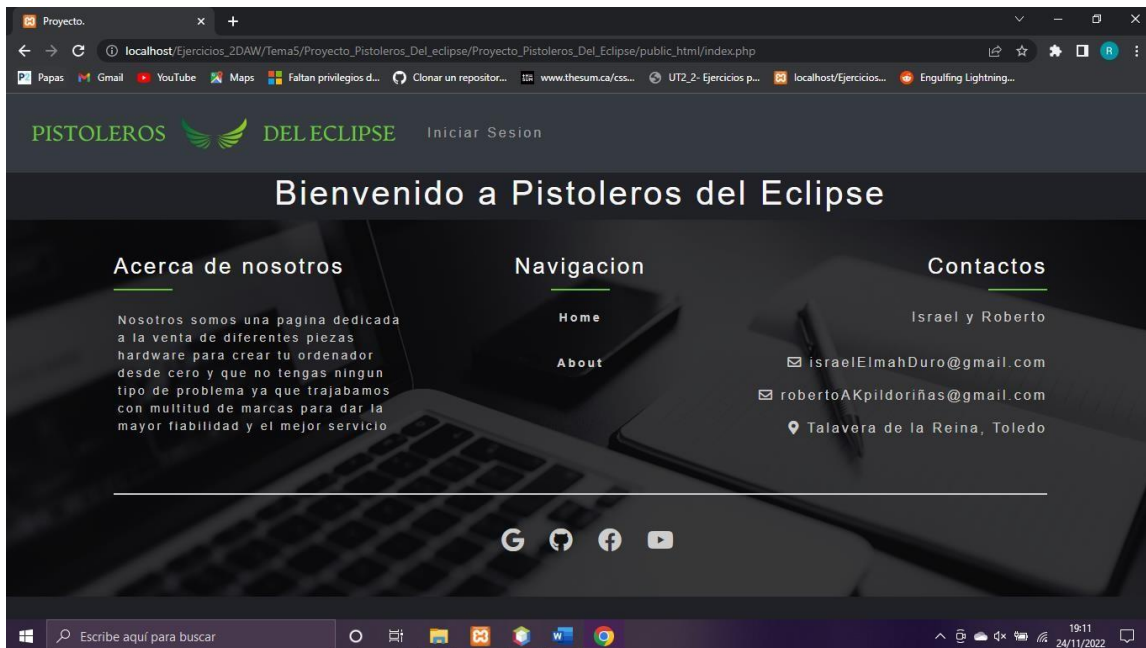 Proyecto.
localhost/Ejercicios_2DAW/Tema5/Proyecto_Pistoleros_Del_eclipse/Proyecto_Pistoleros_Del_Eclipse/public_html/index.php
R
Papas Gmail YouTube Maps Faltan privilegios d... Clonar un repositor... www.thesum.ca/css... UT2_2- Ejercicios p... localhost/Ejercicios... Engulfing Lightning...
PISTOLEROS DEL ECLIPSE Iniciar Sesion
Bienvenido a Pistoleros del Eclipse
Acerca de nosotros
Nosotros somos una pagina dedicada
a la venta de diferentes piezas
hardware para crear tu ordenador
desde cero y que no tengas ningun
tipo de problema ya que trajabamos
con multitud de marcas para dar la
mayor fiabilidad y el mejor servicio
Navigacion
Home
About
Contactos
Israel y Roberto
israelElmahDuro@gmail.com
robertoAKpildoriñas@gmail.com
Talavera de la Reina, Toledo
Escribe aquí para buscar
19:11
24/11/2022